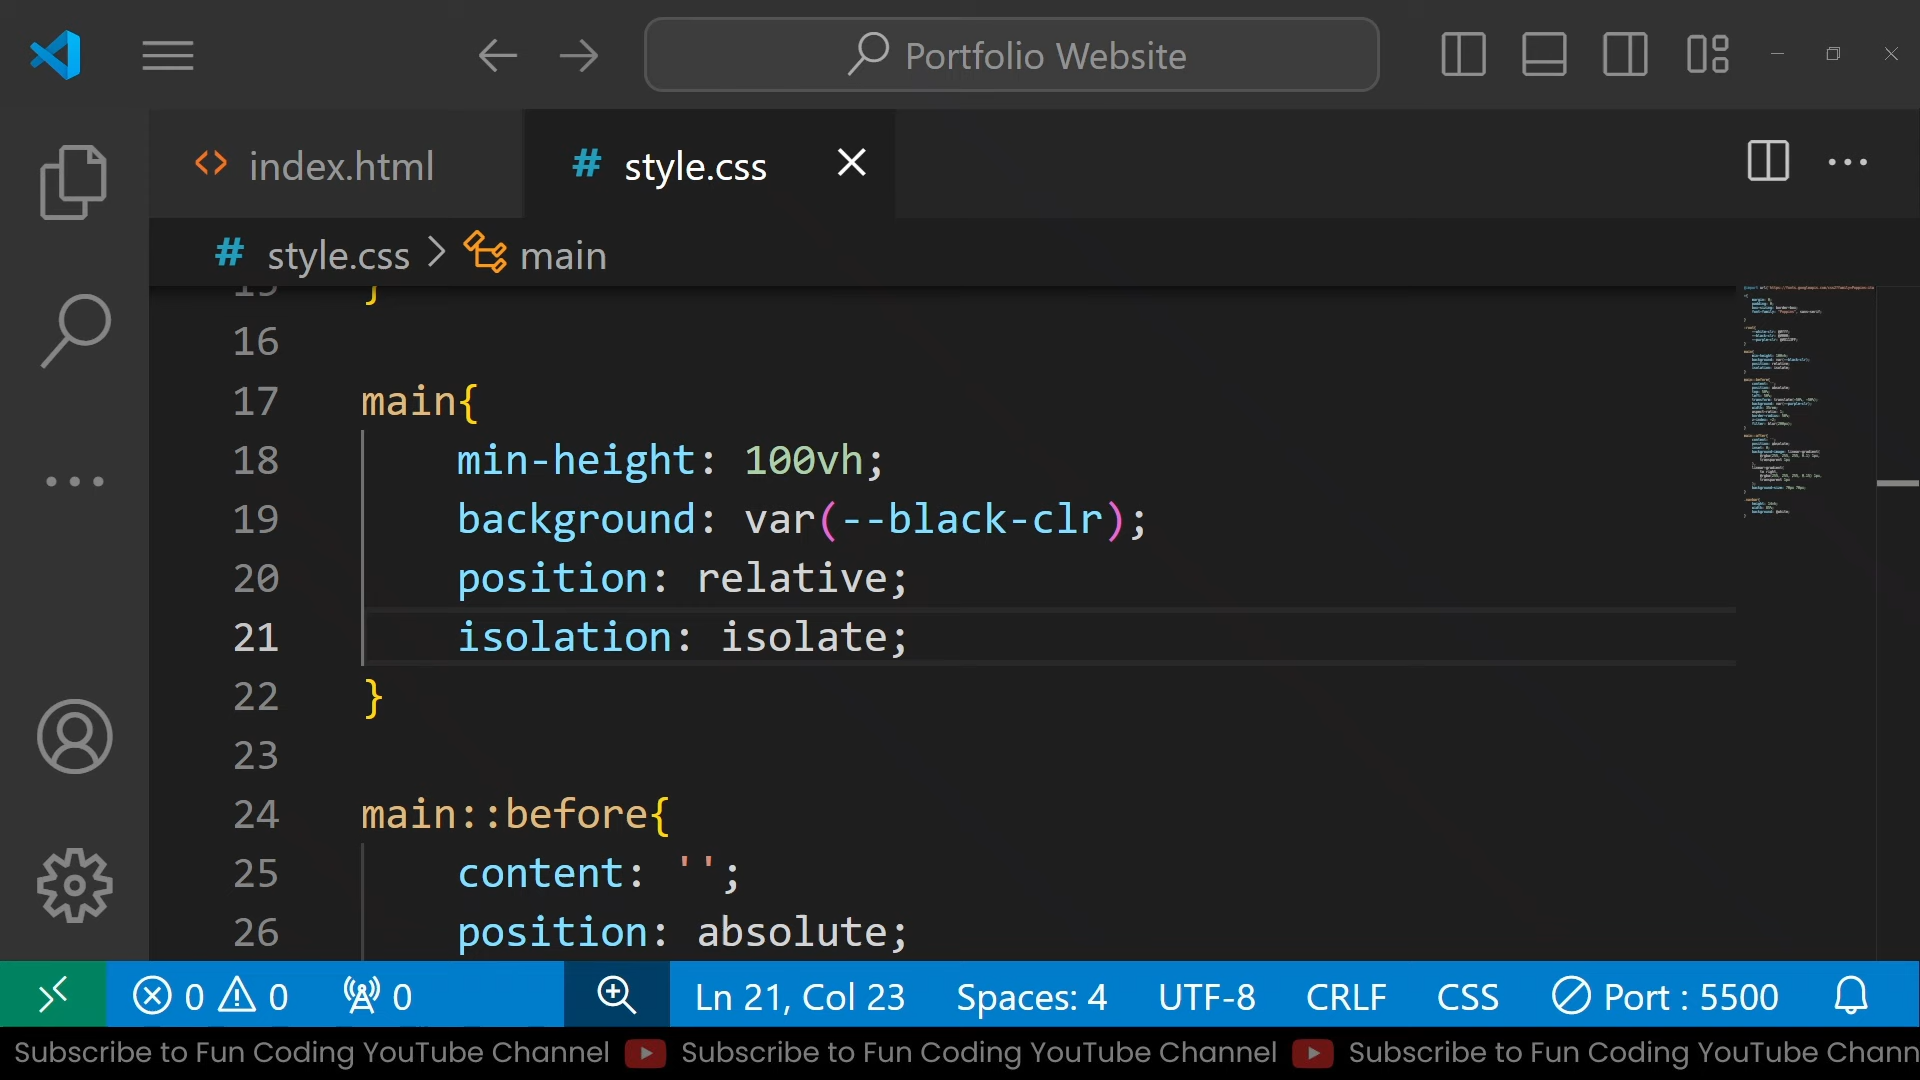 Portfolio Website
index.html
# style.css
# style.css > main
15 }
16
17 main{
18 min-height: 100vh;
19 background: var(--black-clr);
20 position: relative;
21 isolation: isolate;
22 }
23
24 main::before{
25 content: '';
26 position: absolute;
0 0 0 Ln 21, Col 23 Spaces: 4 UTF-8 CRLF CSS Port : 5500
Subscribe to Fun Coding YouTube Channel Subscribe to Fun Coding YouTube Channel Subscribe to Fun Coding YouTube Chann